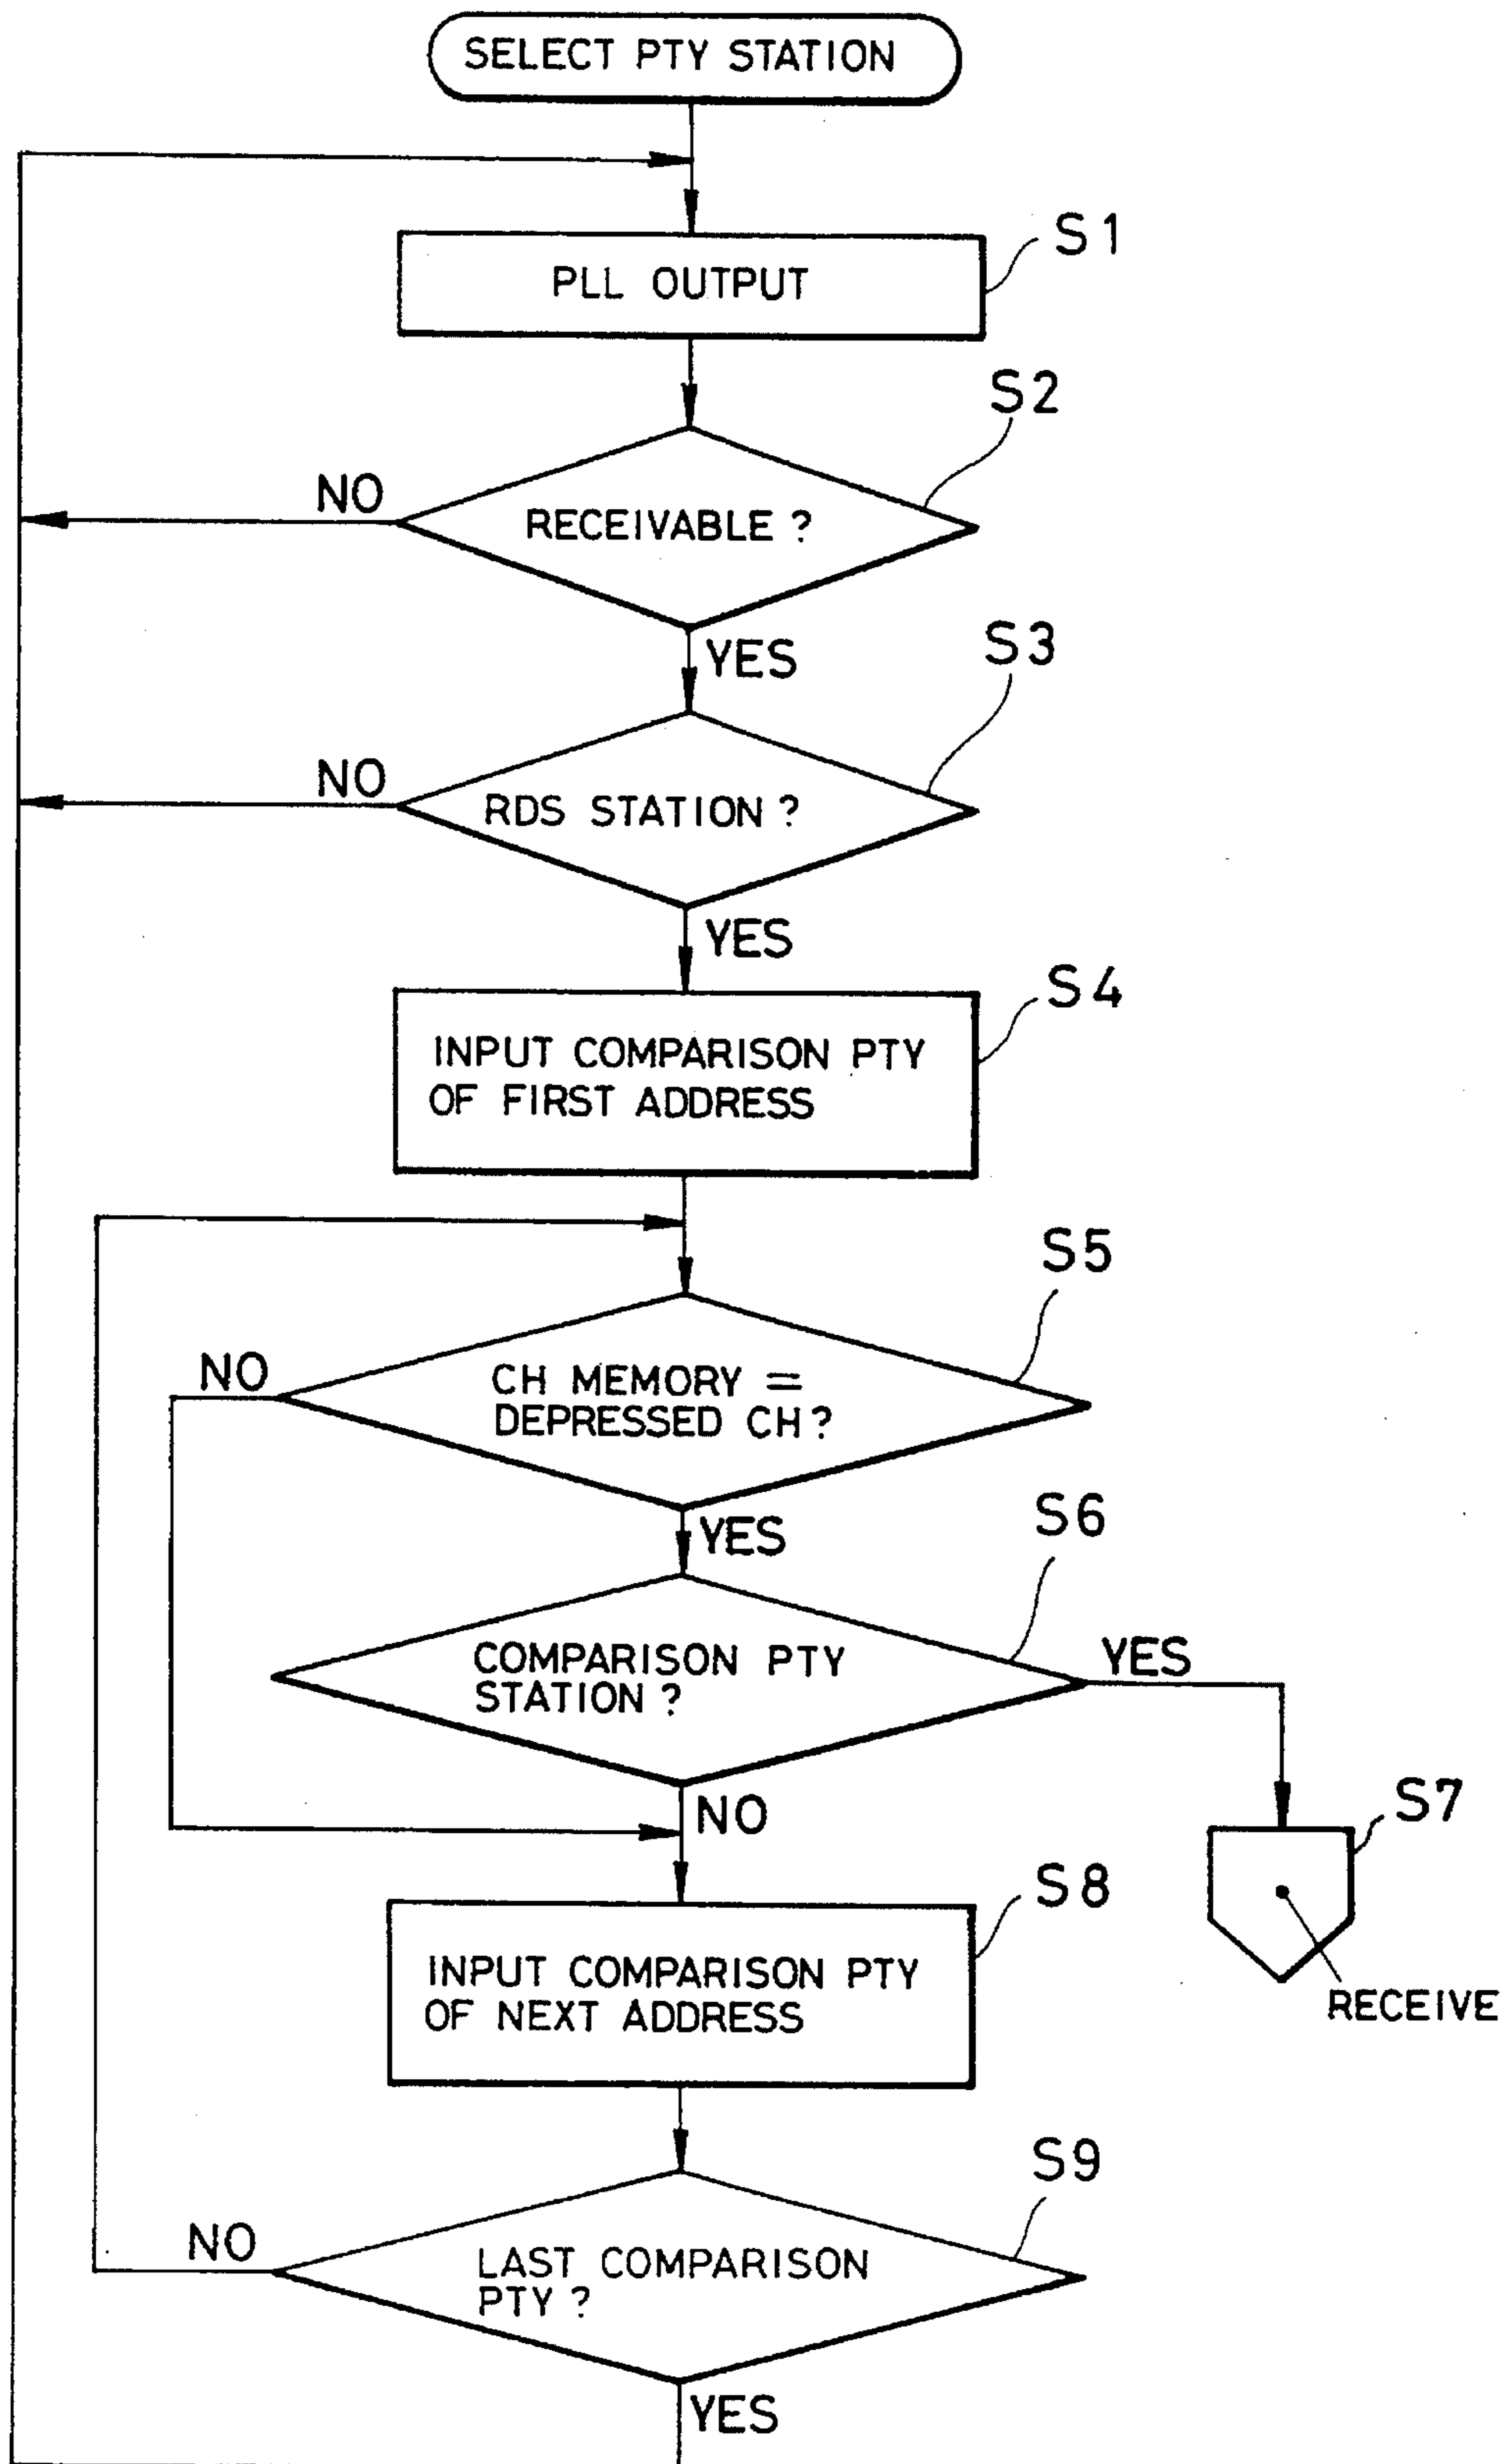 SELECT PTY STATION
S1
PLL OUTPUT
S2
NO
RECEIVABLE ?
YES
S3
NO
RDS STATION ?
YES
S4
INPUT COMPARISON PTY
OF FIRST ADDRESS
S5
NO
CH MEMORY =
DEPRESSED CH?
YES
S6
COMPARISON PTY
STATION ?
YES
NO
S7
RECEIVE
S8
INPUT COMPARISON PTY
OF NEXT ADDRESS
S9
NO
LAST COMPARISON
PTY ?
YES